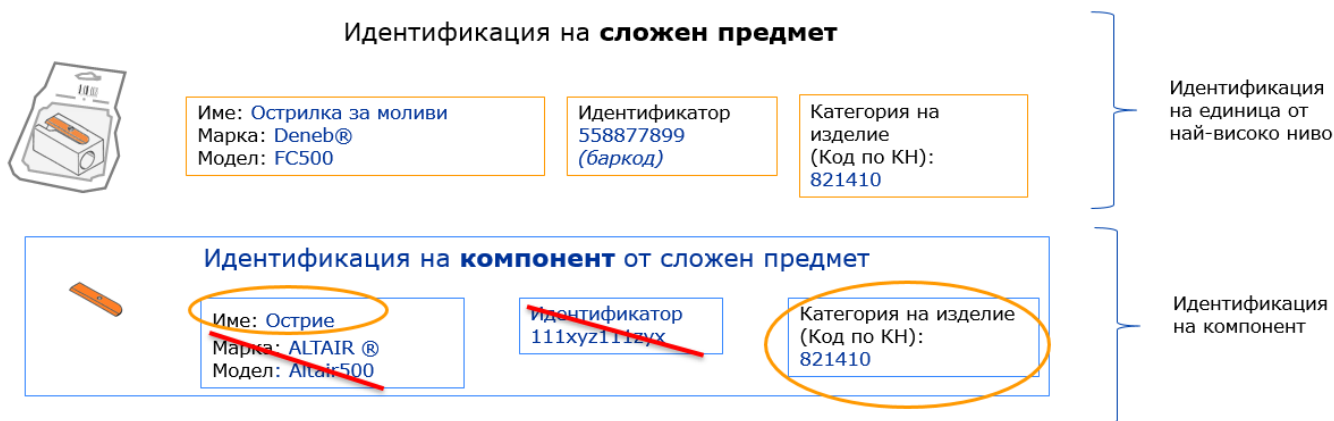 Идентификация на сложен предмет
Име: Острилка за моливи
Марка: Deneb®
Модел: FC500
Идентификатор
558877899
(баркод)
Категория на
изделие
(Код по КН):
821410
Идентификация
на единица от
най-високо ниво
Идентификация на компонент от сложен предмет
Име: Острие
Марка: ALTAIR ®
Модел: Altair500
Идентификатор
111xyz111zyx
Категория на изделие
(Код по КН):
821410
Идентификация
на компонент